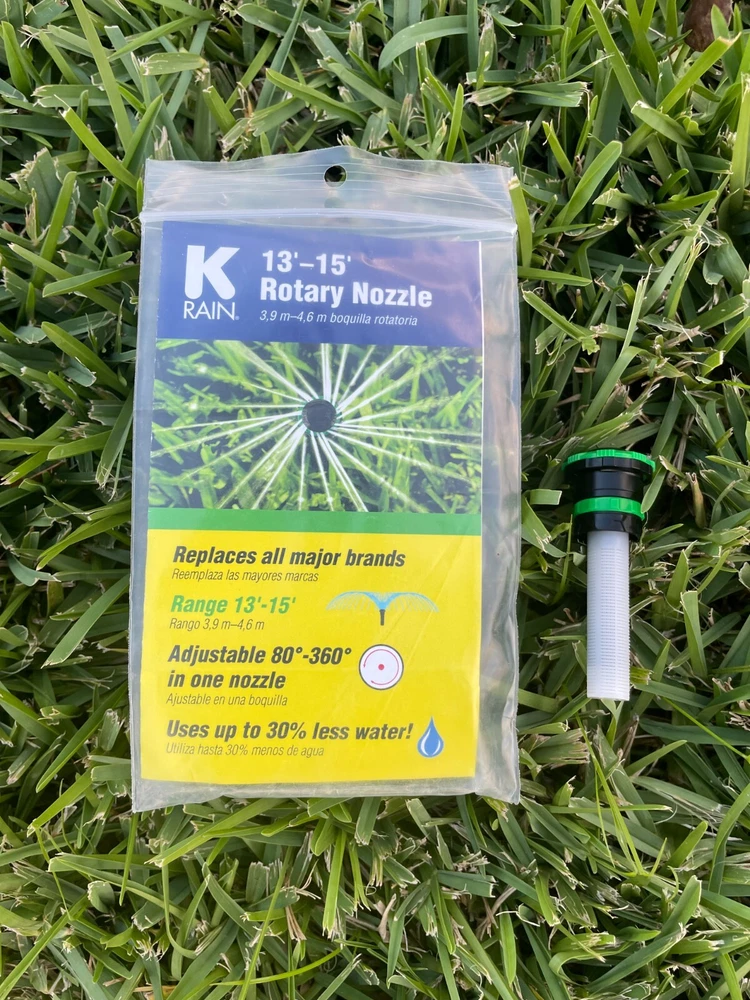 K
RAIN®
13'–15'
Rotary Nozzle
3,9 m–4,6 m boquilla rotatoria
Replaces all major brands
Reemplaza las mayores marcas
Range 13'-15'
Rango 3,9 m–4,6 m
Adjustable 80°-360°
in one nozzle
Ajustable en una boquilla
Uses up to 30% less water!
Utiliza hasta 30% menos de agua